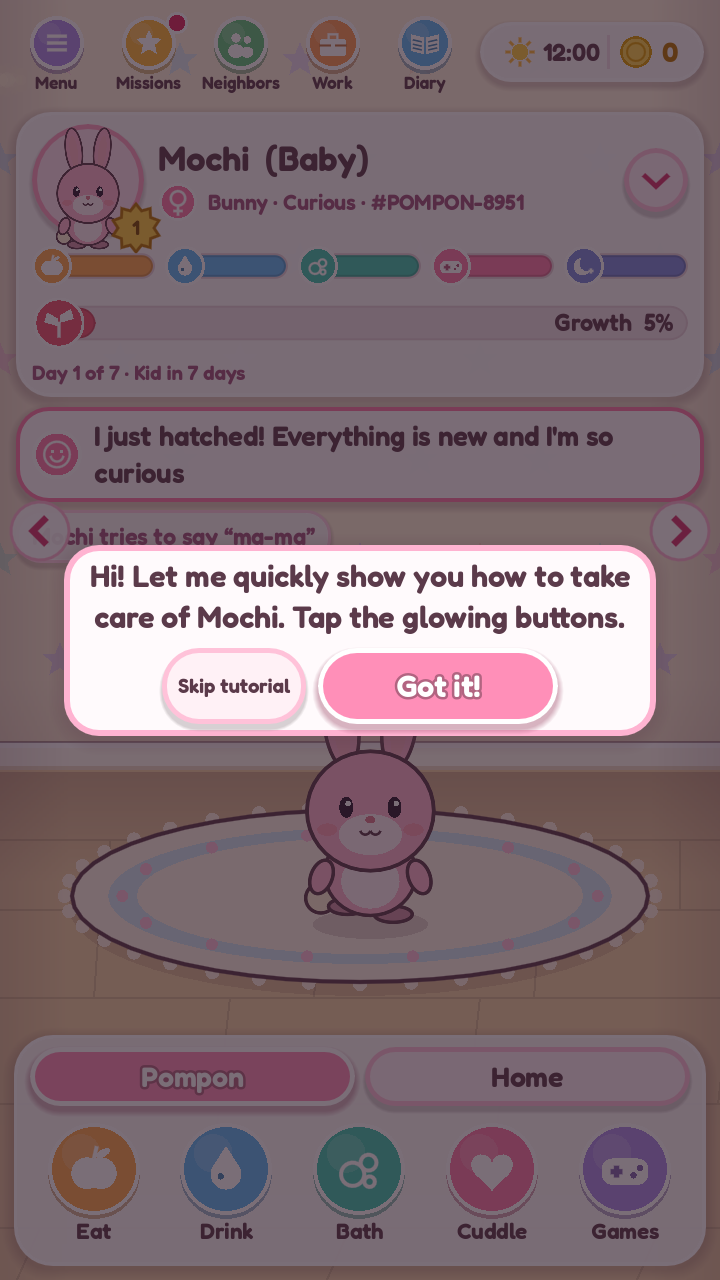 Menu
Missions
Neighbors
Work
Diary
12:00
0
Mochi (Baby)
Bunny · Curious · #POMPON-8951
1
Growth 5%
Day 1 of 7 · Kid in 7 days
I just hatched! Everything is new and I'm so
curious
ochi tries to say “ma-ma”
Hi! Let me quickly show you how to take
care of Mochi. Tap the glowing buttons.
Skip tutorial
Got it!
Pompon
Home
Eat
Drink
Bath
Cuddle
Games